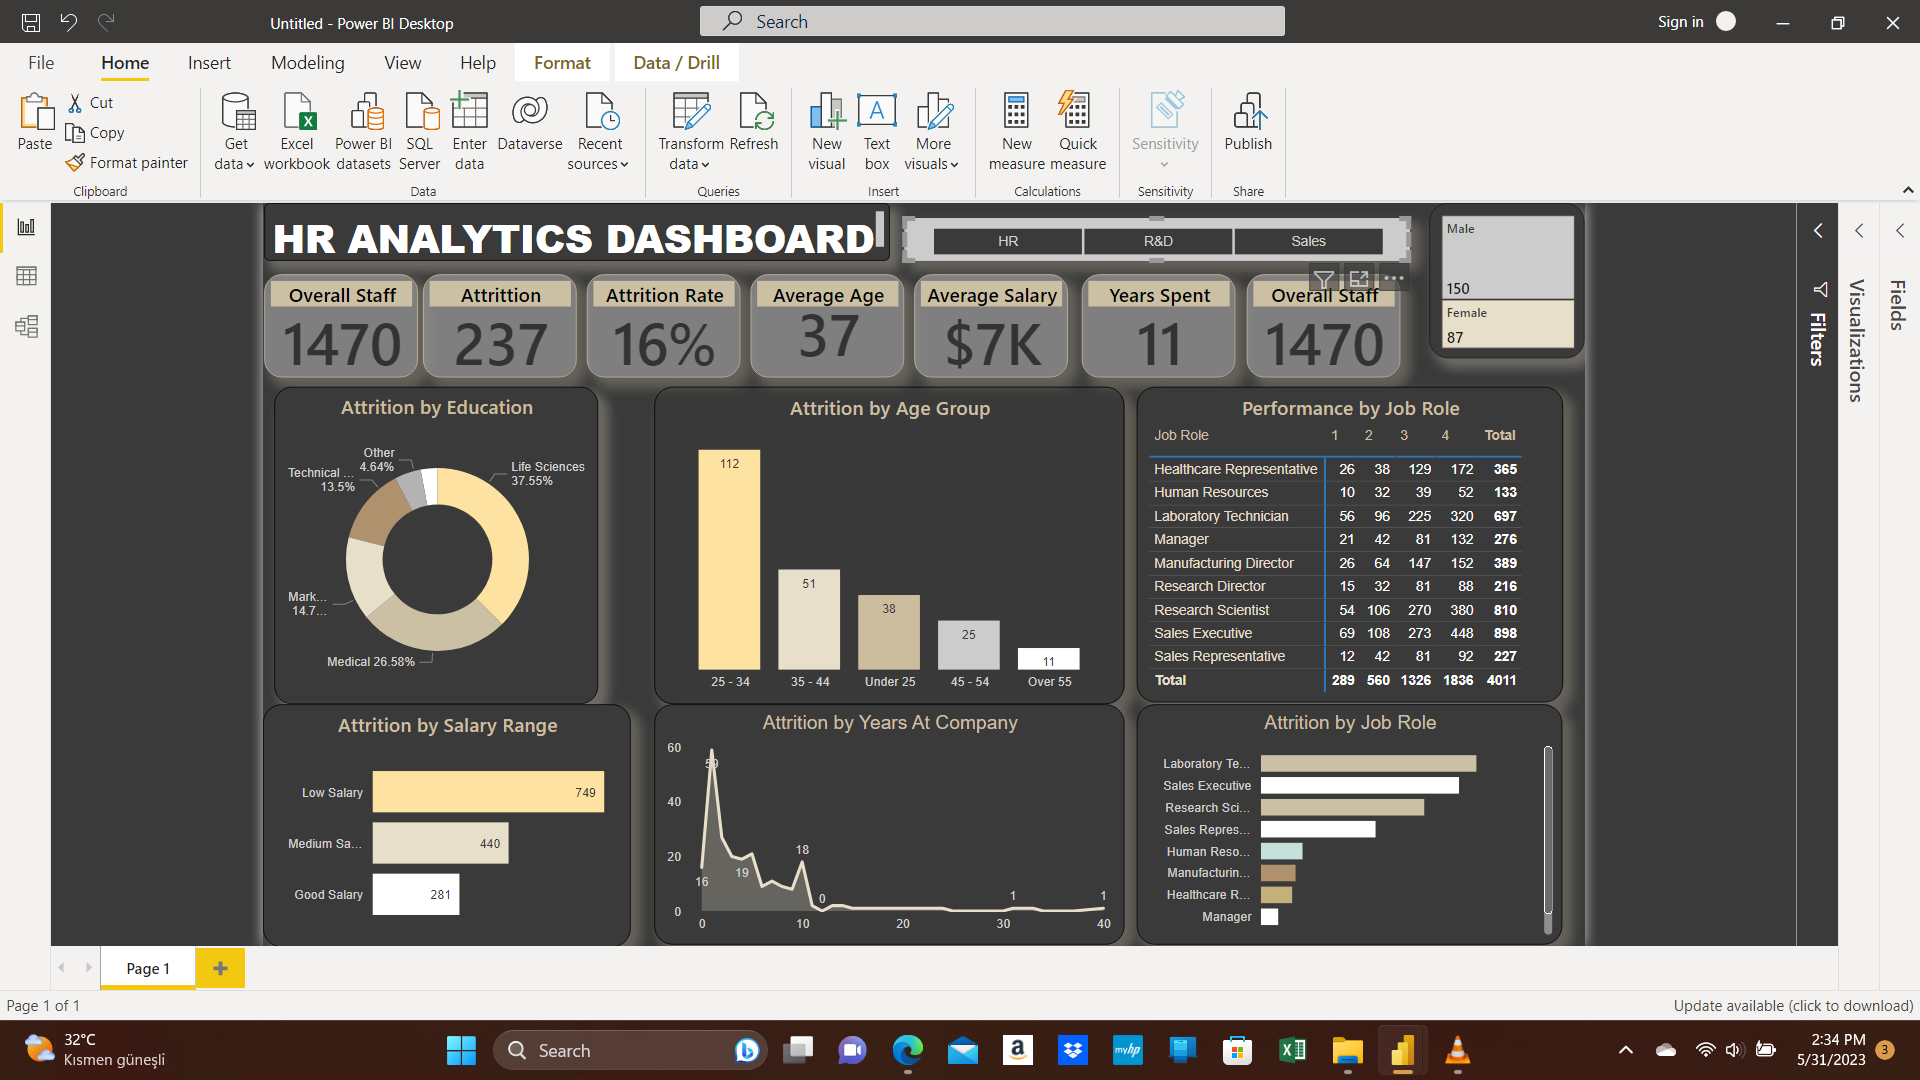 Untitled - Power BI Desktop
Search
Sign in
File
Home
Insert
Modeling
View
Help
Format
Data / Drill
Paste
Cut
Copy
Format painter
Clipboard
Get data
Excel workbook
Power BI datasets
SQL Server
Enter data
Dataverse
Recent sources
Data
Transform data
Refresh
Queries
New visual
Text box
More visuals
Insert
New measure
Quick measure
Calculations
Sensitivity
Sensitivity
Publish
Share
HR ANALYTICS DASHBOARD
HR
R&D
Sales
Male
150
Female
87
Overall Staff
1470
Attrittion
237
Attrition Rate
16%
Average Age
37
Average Salary
$7K
Years Spent
11
Overall Staff
1470
Filters
Visualizations
Fields
Attrition by Education
Other
4.64%
Technical ...
13.5%
Life Sciences
37.55%
Mark...
14.7...
Medical 26.58%
Attrition by Age Group
112
51
38
25
11
25 - 34
35 - 44
Under 25
45 - 54
Over 55
Performance by Job Role
Job Role 1 2 3 4 Total
Healthcare Representative 26 38 129 172 365
Human Resources 10 32 39 52 133
Laboratory Technician 56 96 225 320 697
Manager 21 42 81 132 276
Manufacturing Director 26 64 147 152 389
Research Director 15 32 81 88 216
Research Scientist 54 106 270 380 810
Sales Executive 69 108 273 448 898
Sales Representative 12 42 81 92 227
Total 289 560 1326 1836 4011
Attrition by Salary Range
Low Salary 749
Medium Sa... 440
Good Salary 281
Attrition by Years At Company
60
59
40
20
18
16
19
0
1
1
0
0 10 20 30 40
Attrition by Job Role
Laboratory Te...
Sales Executive
Research Sci...
Sales Repres...
Human Reso...
Manufacturin...
Healthcare R...
Manager
Page 1
Page 1 of 1
Update available (click to download)
32°C
Kısmen güneşli
Search
a
myhp
2:34 PM
5/31/2023
3